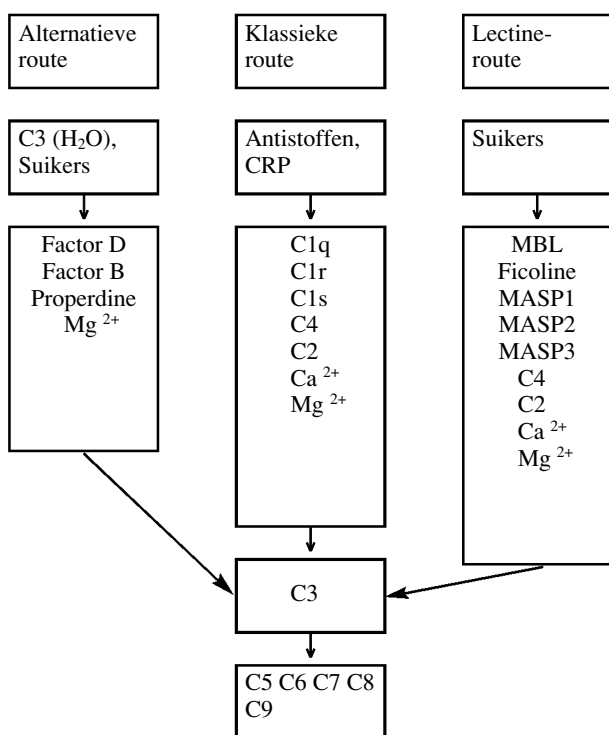 Alternatieve
route
Klassieke
route
Lectine-
route
C3 (H₂O),
Suikers
Antistoffen,
CRP
Suikers
Factor D
Factor B
Properdine
Mg ²⁺
C1q
C1r
C1s
C4
C2
Ca ²⁺
Mg ²⁺
MBL
Ficoline
MASP1
MASP2
MASP3
C4
C2
Ca ²⁺
Mg ²⁺
C3
C5 C6 C7 C8
C9